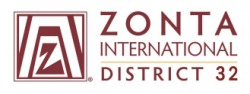 ZONTA
INTERNATIONAL
DISTRICT 32
®